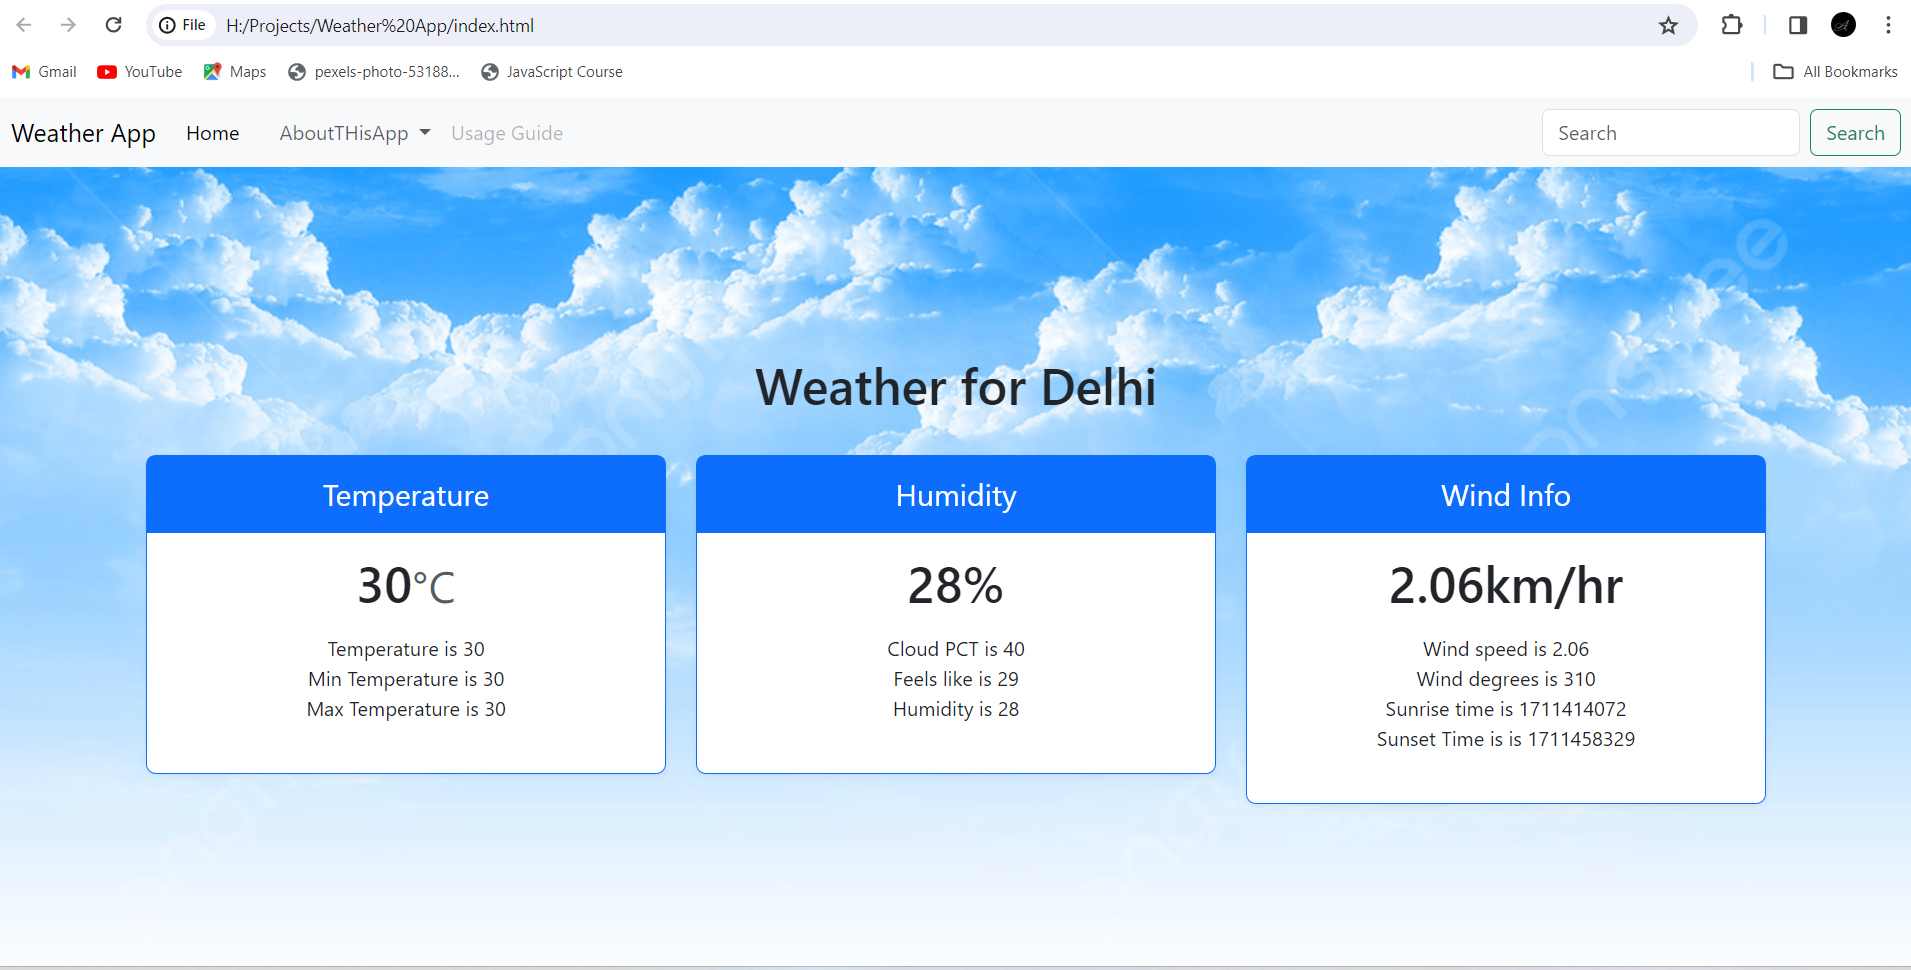 File H:/Projects/Weather%20App/index.html
Gmail YouTube Maps pexels-photo-53188... JavaScript Course All Bookmarks
Weather App Home AboutTHisApp Usage Guide Search Search
Weather for Delhi
Temperature
30°C
Temperature is 30
Min Temperature is 30
Max Temperature is 30
Humidity
28%
Cloud PCT is 40
Feels like is 29
Humidity is 28
Wind Info
2.06km/hr
Wind speed is 2.06
Wind degrees is 310
Sunrise time is 1711414072
Sunset Time is is 1711458329